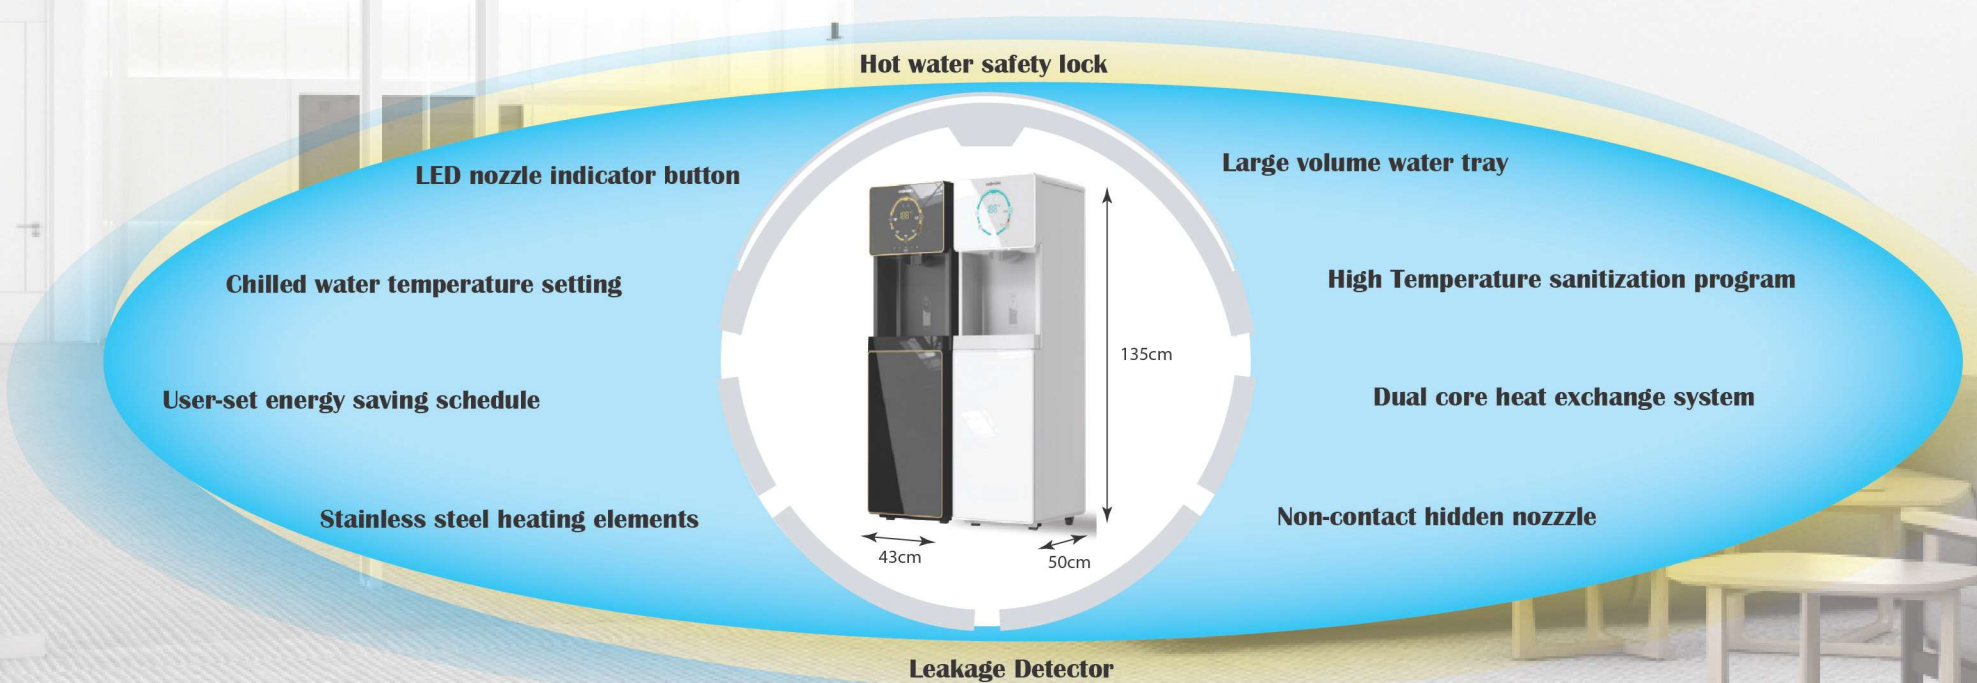 Hot water safety lock
LED nozzle indicator button
Large volume water tray
Chilled water temperature setting
High Temperature sanitization program
135cm
User-set energy saving schedule
Dual core heat exchange system
Stainless steel heating elements
Non-contact hidden nozzzle
43cm
50cm
Leakage Detector